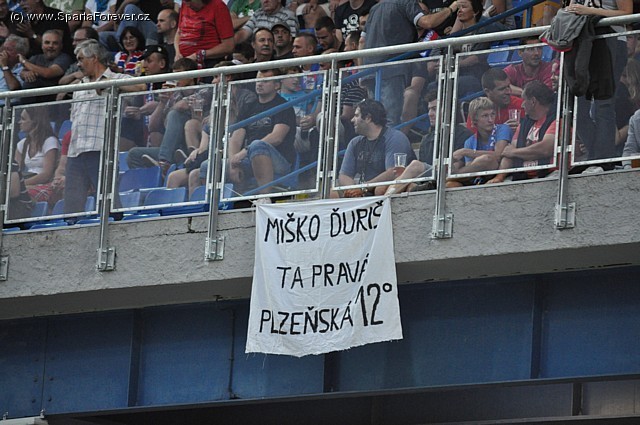 (c) www.SpartaForever.cz
MIŠKO ĎURIŠ
TA PRAVÁ
PLZEŇSKÁ 12°